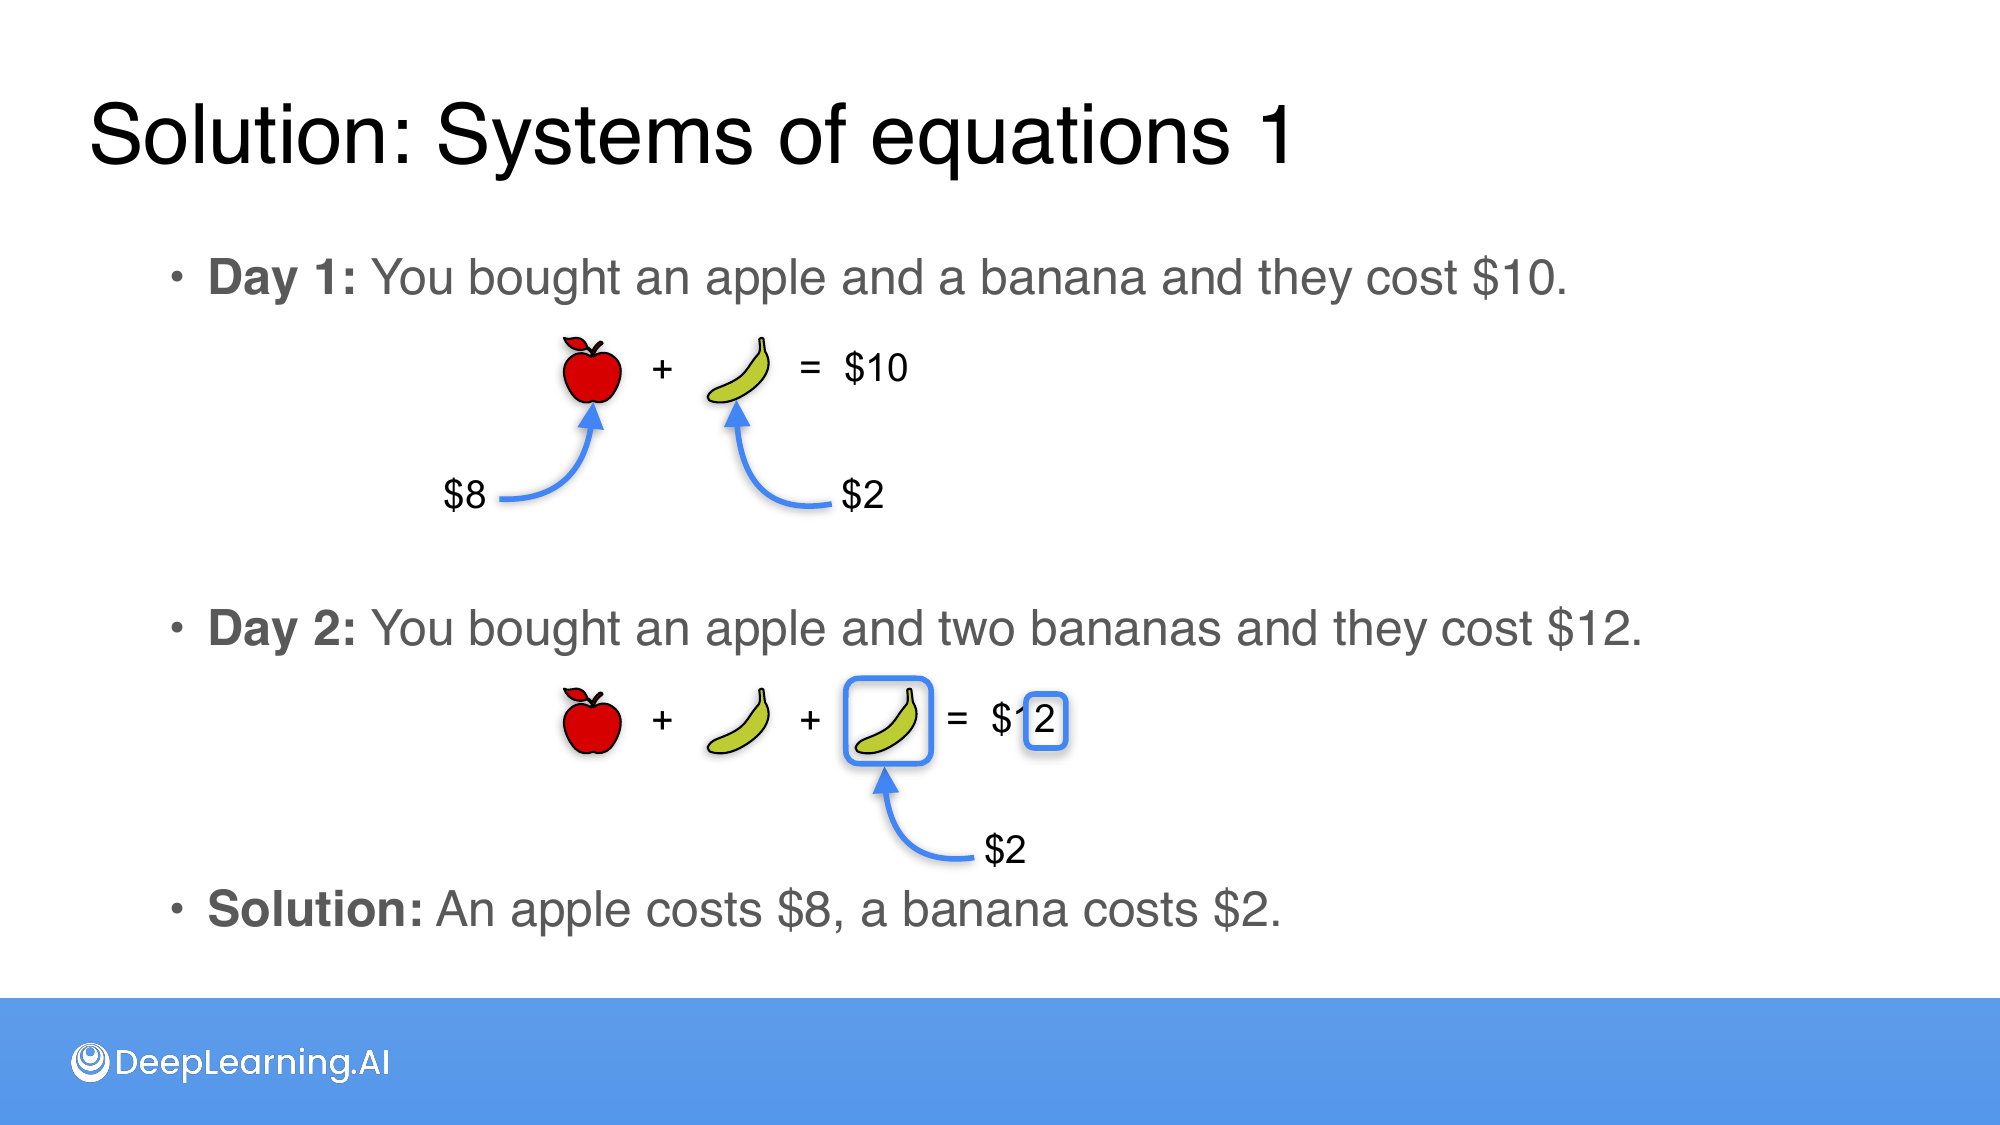 Solution: Systems of equations 1
• Day 1: You bought an apple and a banana and they cost $10.
+ = $10
$8 $2
• Day 2: You bought an apple and two bananas and they cost $12.
+ + = $12
$2
• Solution: An apple costs $8, a banana costs $2.
DeepLearning.AI